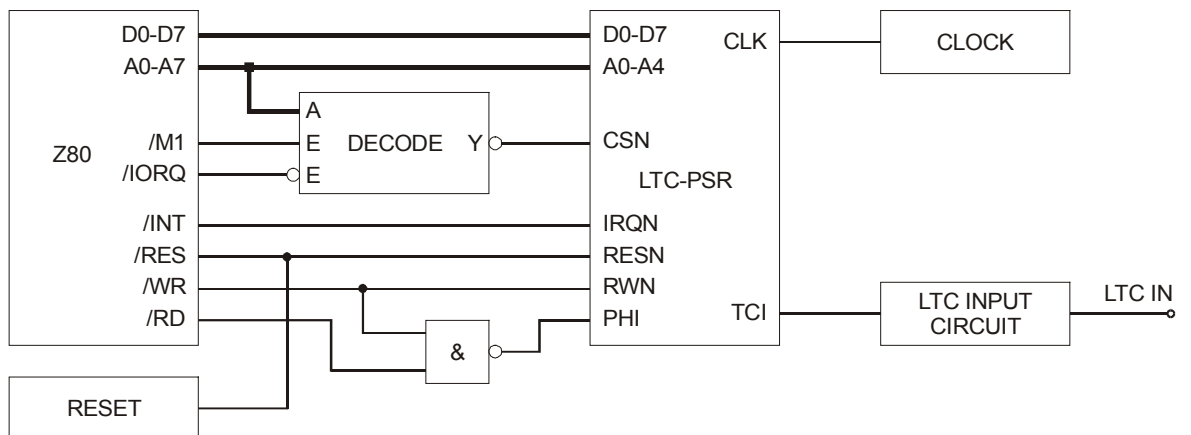 D0-D7
D0-D7
CLK
CLOCK
A0-A7
A0-A4
A
/M1
E
DECODE
Y
CSN
Z80
/IORQ
E
LTC-PSR
/INT
IRQN
/RES
RESN
/WR
RWN
LTC IN
/RD
PHI
TCI
LTC INPUT
CIRCUIT
&
RESET